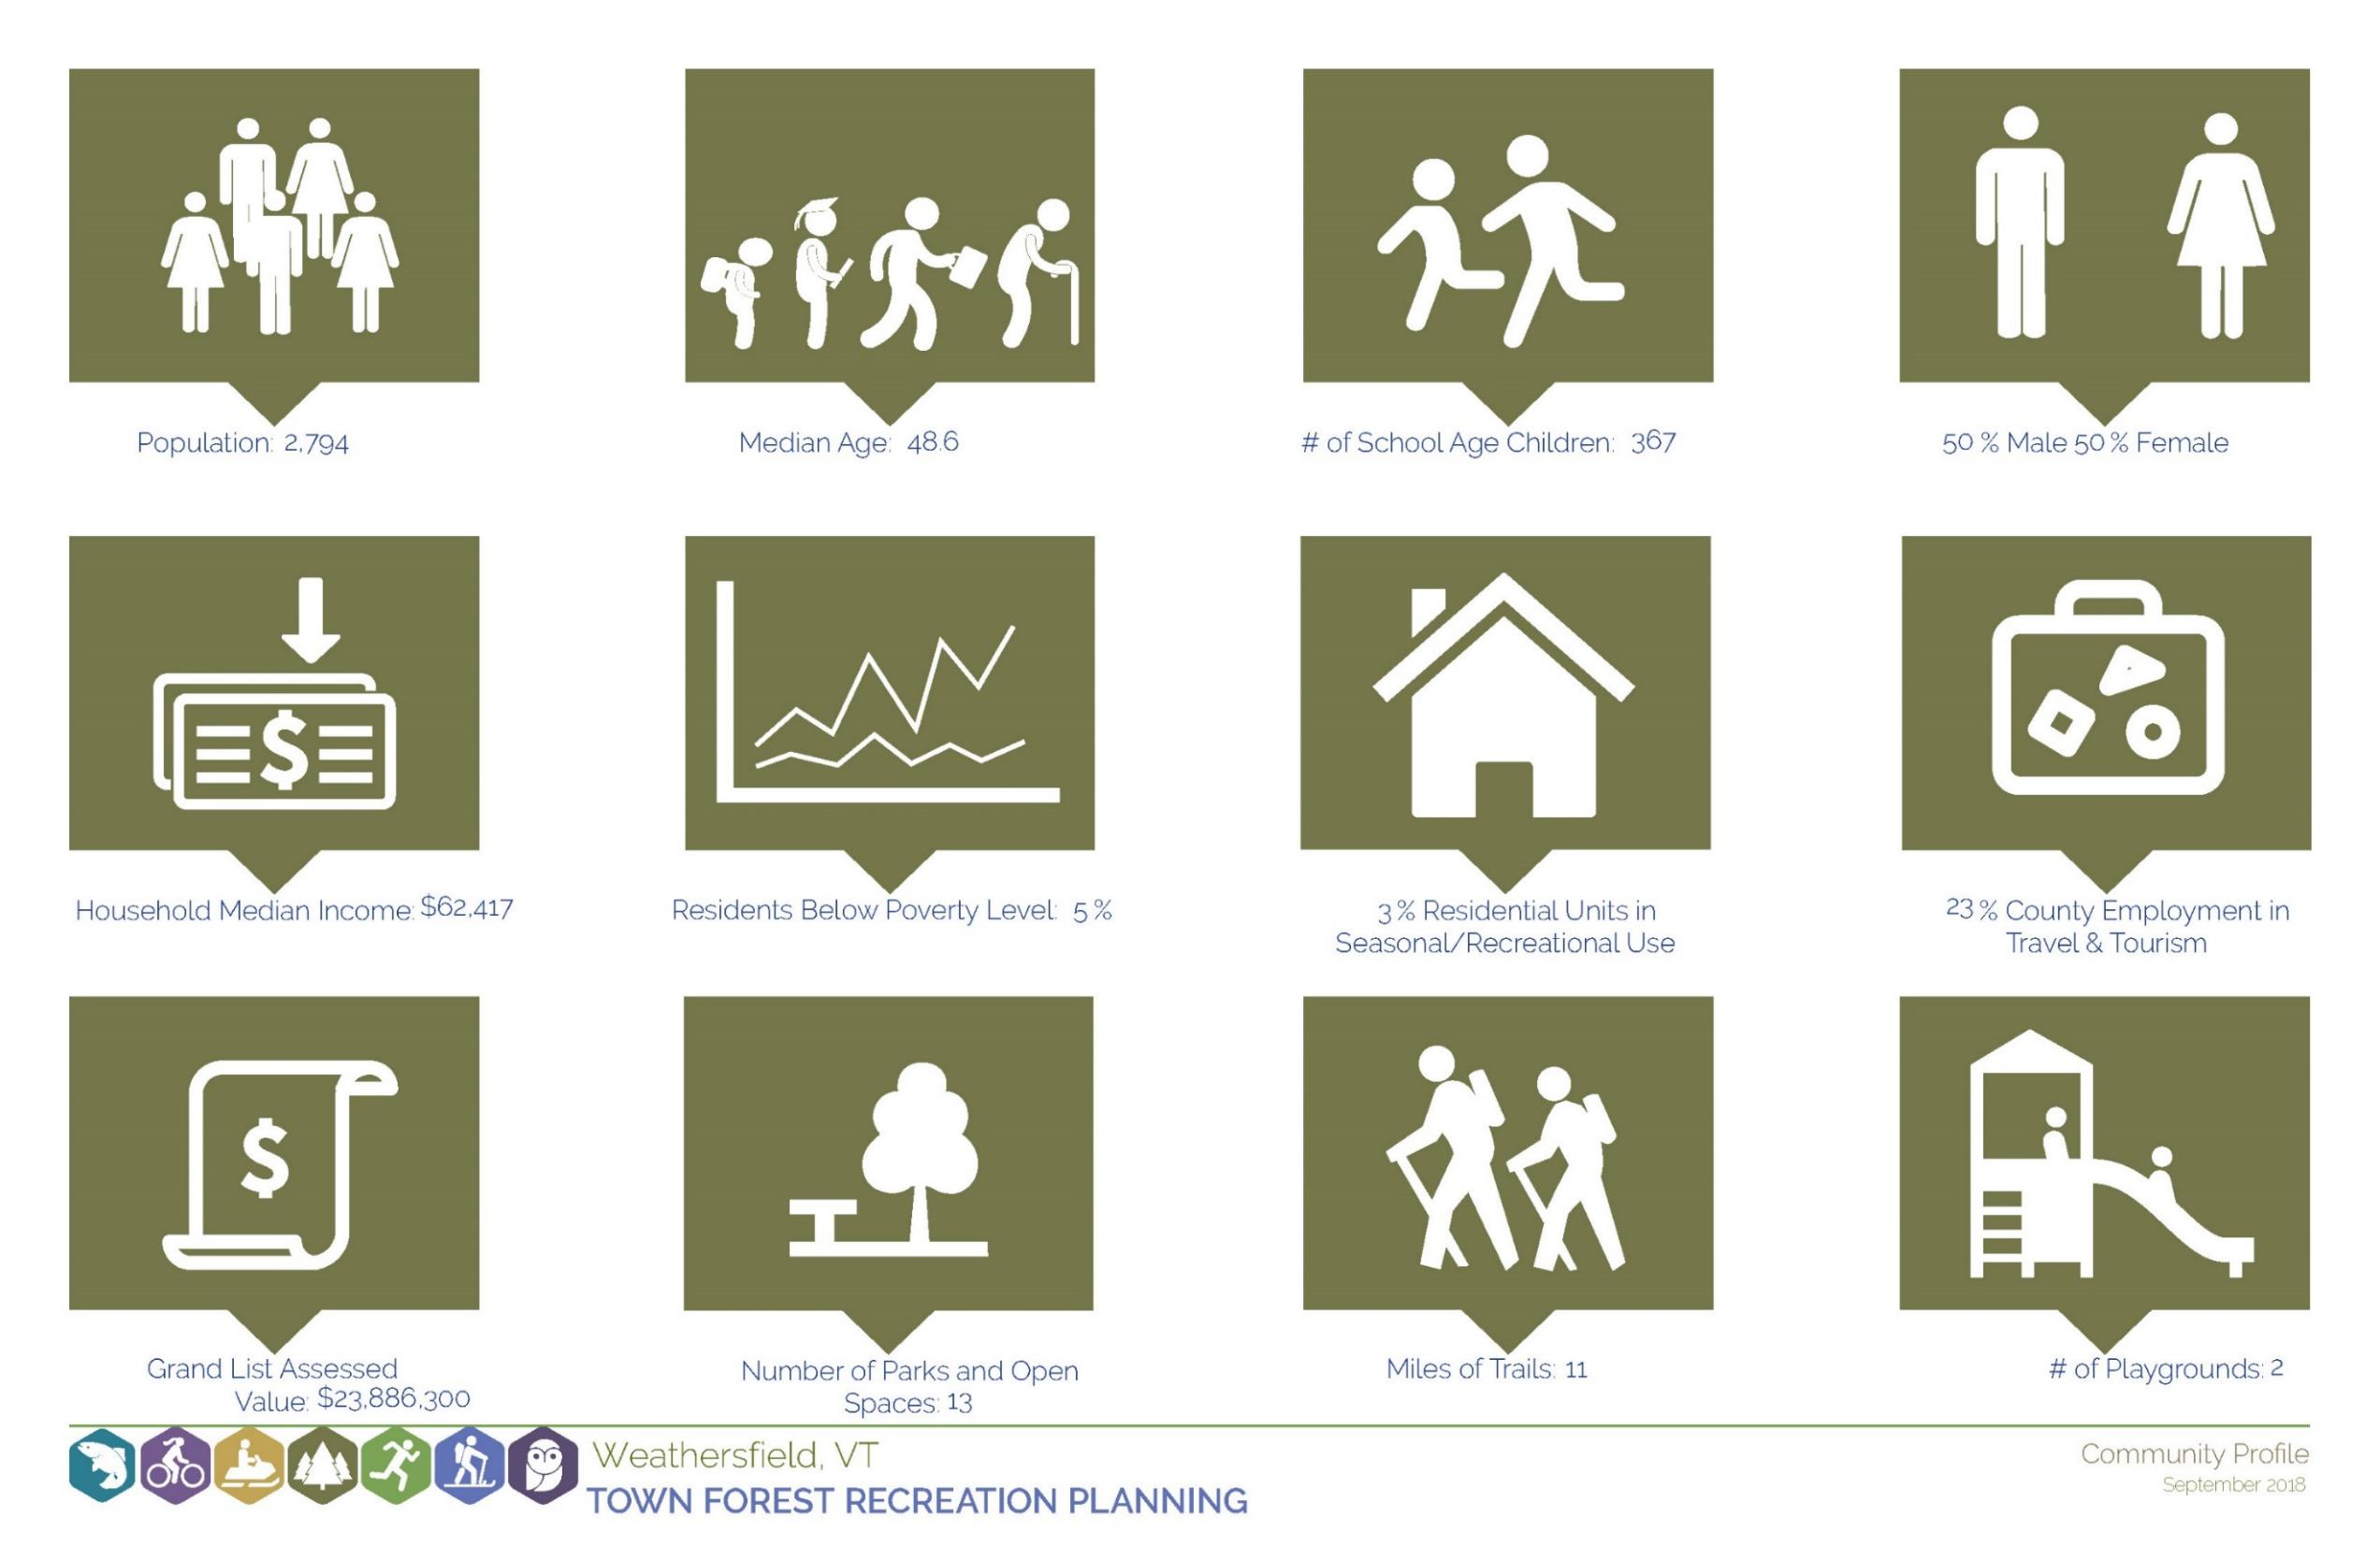 Population: 2,794
Median Age: 48.6
# of School Age Children: 367
50 % Male 50 % Female
$
Household Median Income: $62,417
Residents Below Poverty Level: 5 %
3 % Residential Units in
Seasonal/Recreational Use
23 % County Employment in
Travel & Tourism
$
Grand List Assessed
Value: $23,886,300
Number of Parks and Open
Spaces: 13
Miles of Trails: 11
# of Playgrounds: 2
Weathersfield, VT
TOWN FOREST RECREATION PLANNING
Community Profile
September 2018